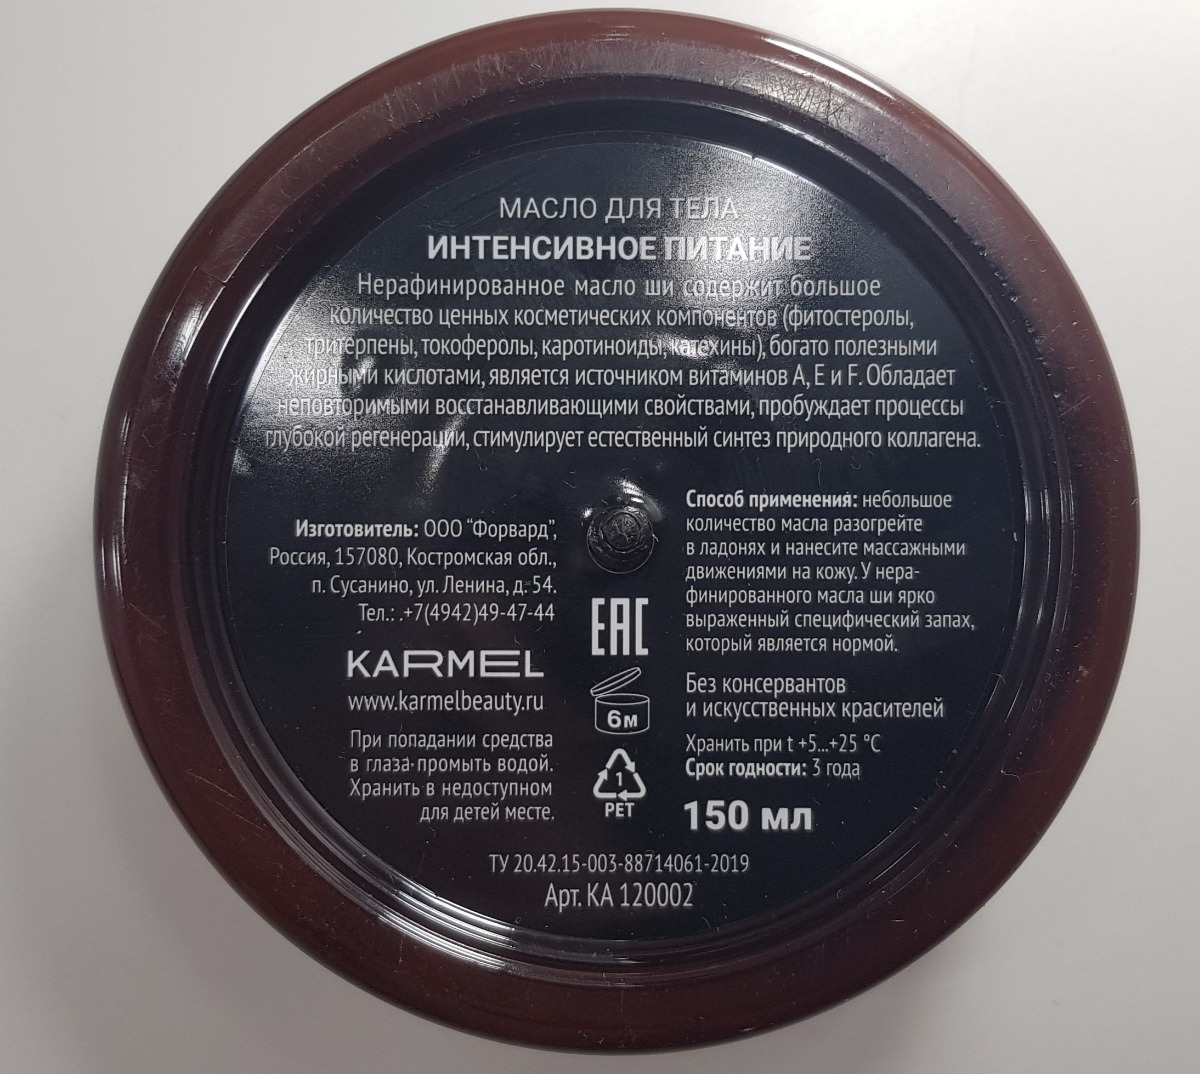 МАСЛО ДЛЯ ТЕЛА
ИНТЕНСИВНОЕ ПИТАНИЕ
Нерафинированное масло ши содержит большое
количество ценных косметических компонентов (фитостеролы,
тритерпены, токоферолы, каротиноиды, катехины), богато полезными
жирными кислотами, является источником витаминов А, Е и F. Обладает
неповторимыми восстанавливающими свойствами, пробуждает процессы
глубокой регенерации, стимулирует естественный синтез природного коллагена.
Изготовитель: ООО “Форвард”,
Россия, 157080, Костромская обл.,
п. Сусанино, ул. Ленина, д. 54.
Тел.: .+7(4942)49-47-44
KARMEL
www.karmelbeauty.ru
При попадании средства
в глаза промыть водой.
Хранить в недоступном
для детей месте.
EAC
6м
1
PET
Способ применения: небольшое
количество масла разогрейте
в ладонях и нанесите массажными
движениями на кожу. У нера-
финированного масла ши ярко
выраженный специфический запах,
который является нормой.
Без консервантов
и искусственных красителей
Хранить при t +5...+25 °C
Срок годности: 3 года
150 мл
ТУ 20.42.15-003-88714061-2019
Арт. КА 120002